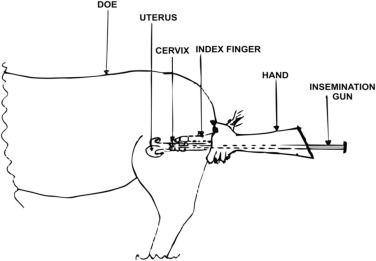 DOE
UTERUS
CERVIX
INDEX FINGER
HAND
INSEMINATION
GUN